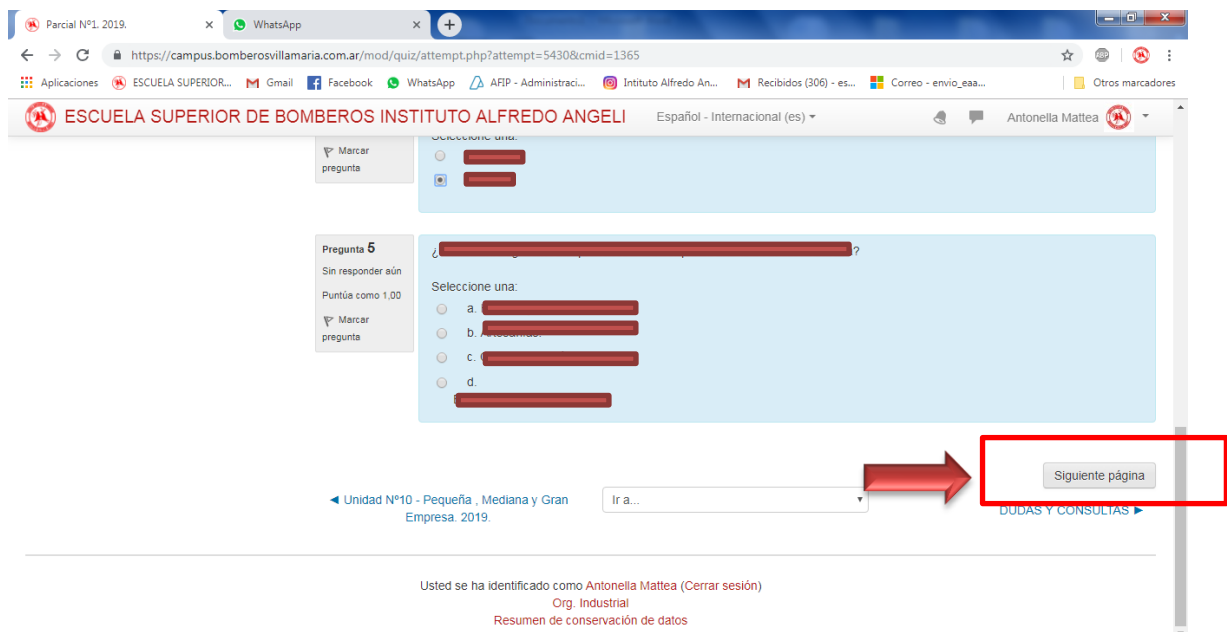 Parcial Nº1. 2019.
WhatsApp
https://campus.bomberosvillamaria.com.ar/mod/quiz/attempt.php?attempt=5430&cmid=1365
Aplicaciones ESCUELA SUPERIOR... Gmail Facebook WhatsApp AFIP - Administraci... Intituto Alfredo An... Recibidos (306) - es... Correo - envio_eaa... Otros marcadores
ESCUELA SUPERIOR DE BOMBEROS INSTITUTO ALFREDO ANGELI Español - Internacional (es) Antonella Mattea
Seleccione una:
Marcar
pregunta
Pregunta 5
Sin responder aún
Puntúa como 1,00
Marcar
pregunta
¿ ?
Seleccione una:
a.
b.
c.
d.
Siguiente página
◄ Unidad Nº10 - Pequeña , Mediana y Gran
Empresa. 2019.
Ir a...
DUDAS Y CONSULTAS ►
Usted se ha identificado como Antonella Mattea (Cerrar sesión)
Org. Industrial
Resumen de conservación de datos